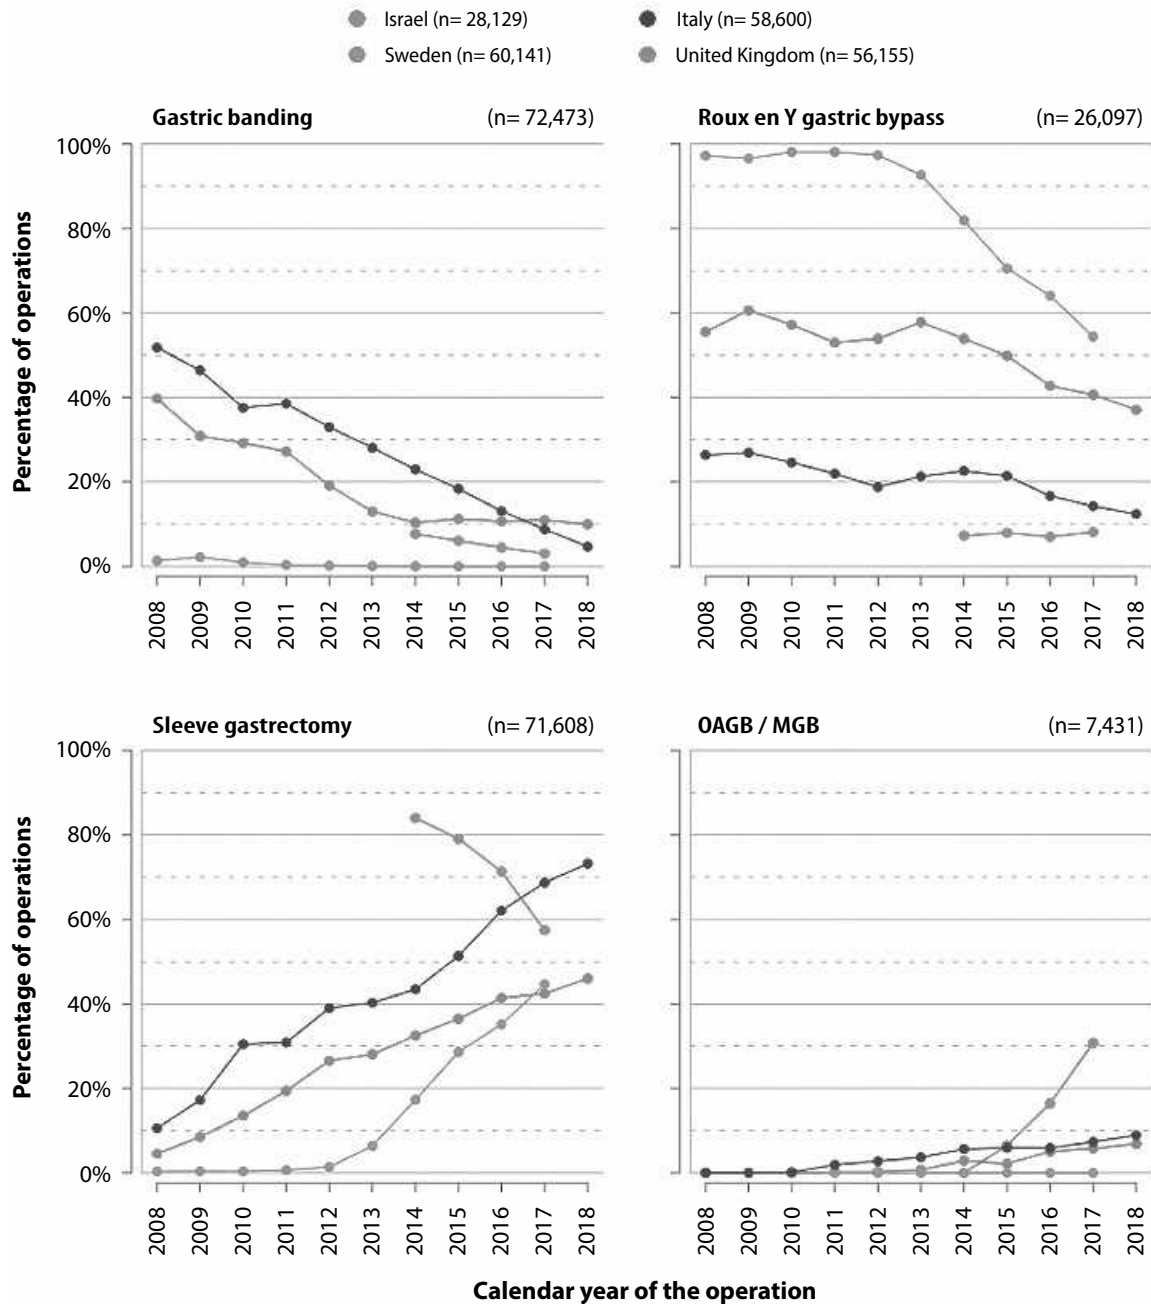 Israel (n= 28,129) Italy (n= 58,600)
Sweden (n= 60,141) United Kingdom (n= 56,155)
Gastric banding (n= 72,473)
Roux en Y gastric bypass (n= 26,097)
Percentage of operations
100%
80%
60%
40%
20%
0%
2008 2009 2010 2011 2012 2013 2014 2015 2016 2017 2018
2008 2009 2010 2011 2012 2013 2014 2015 2016 2017 2018
Sleeve gastrectomy (n= 71,608)
OAGB / MGB (n= 7,431)
Percentage of operations
100%
80%
60%
40%
20%
0%
2008 2009 2010 2011 2012 2013 2014 2015 2016 2017 2018
2008 2009 2010 2011 2012 2013 2014 2015 2016 2017 2018
Calendar year of the operation